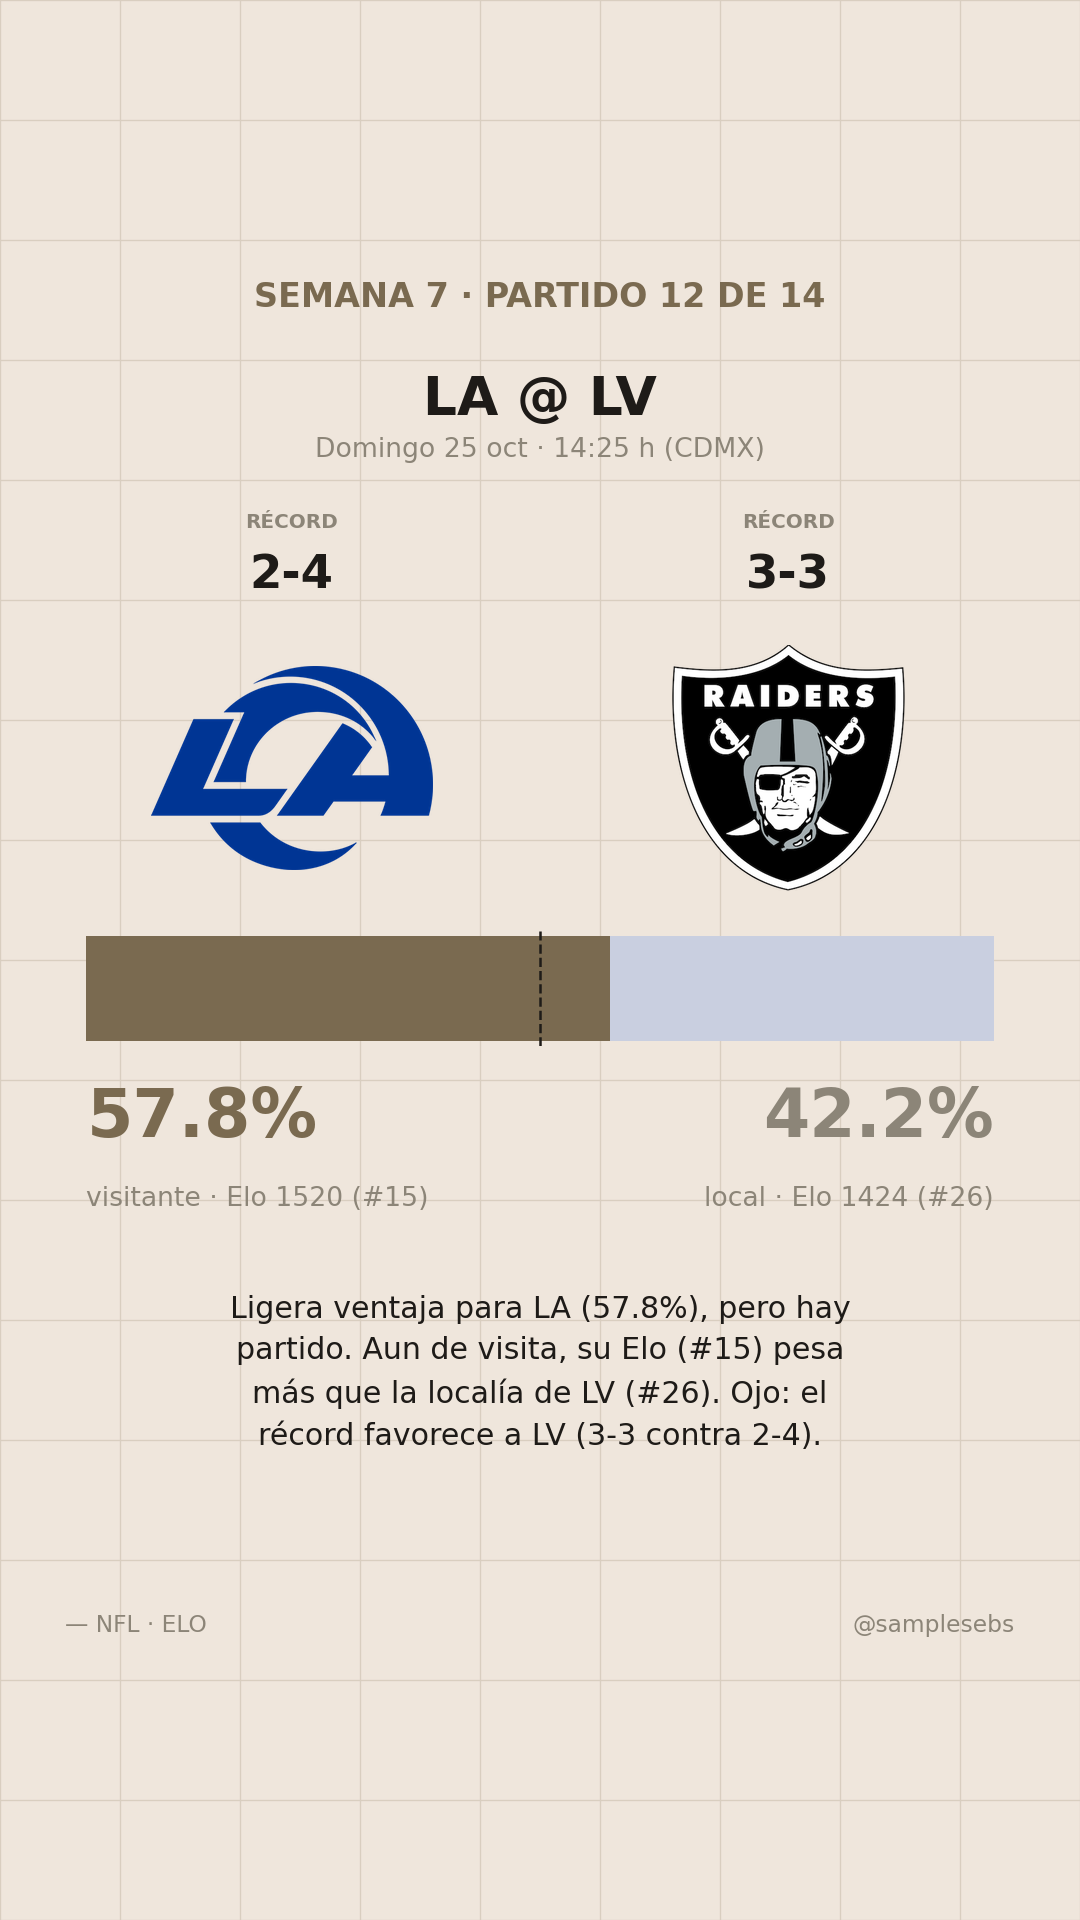 SEMANA 7 · PARTIDO 12 DE 14
LA @ LV
Domingo 25 oct · 14:25 h (CDMX)
RÉCORD
2-4
RÉCORD
3-3
LA
RAIDERS
57.8%
42.2%
visitante · Elo 1520 (#15)
local · Elo 1424 (#26)
Ligera ventaja para LA (57.8%), pero hay
partido. Aun de visita, su Elo (#15) pesa
más que la localía de LV (#26). Ojo: el
récord favorece a LV (3-3 contra 2-4).
— NFL · ELO
@samplesebs